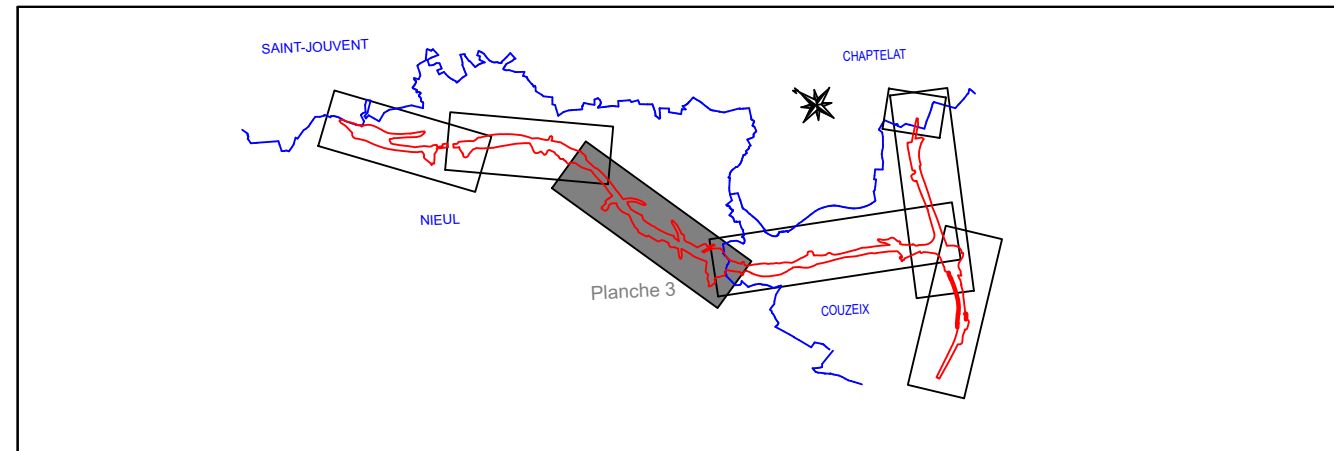 SAINT-JOUVENT
CHAPTELAT
NIEUL
Planche 3
COUZEIX